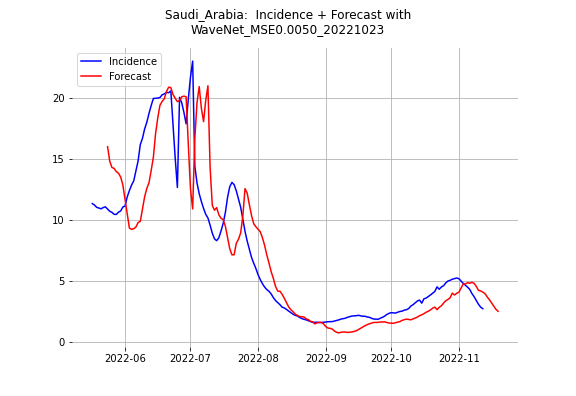 Saudi_Arabia:  Incidence + Forecast with
WaveNet_MSE0.0050_20221023
Incidence
Forecast
20
15
10
5
0
2022-06
2022-07
2022-08
2022-09
2022-10
2022-11